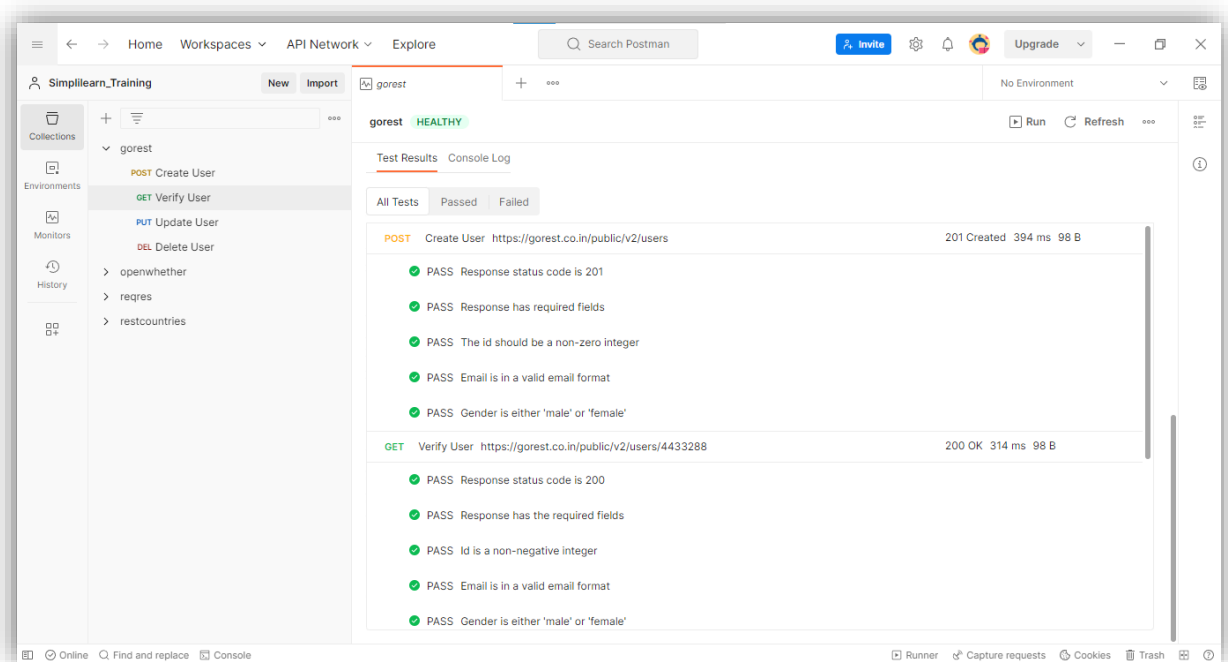 Home Workspaces API Network Explore Search Postman Invite Upgrade
Simplilearn_Training New Import gorest No Environment
Collections
Environments
Monitors
History
gorest
POST Create User
GET Verify User
PUT Update User
DEL Delete User
openwhether
reqres
restcountries
gorest HEALTHY Run Refresh
Test Results Console Log
All Tests Passed Failed
POST Create User https://gorest.co.in/public/v2/users 201 Created 394 ms 98 B
PASS Response status code is 201
PASS Response has required fields
PASS The id should be a non-zero integer
PASS Email is in a valid email format
PASS Gender is either 'male' or 'female'
GET Verify User https://gorest.co.in/public/v2/users/4433288 200 OK 314 ms 98 B
PASS Response status code is 200
PASS Response has the required fields
PASS Id is a non-negative integer
PASS Email is in a valid email format
PASS Gender is either 'male' or 'female'
Online Find and replace Console Runner Capture requests Cookies Trash